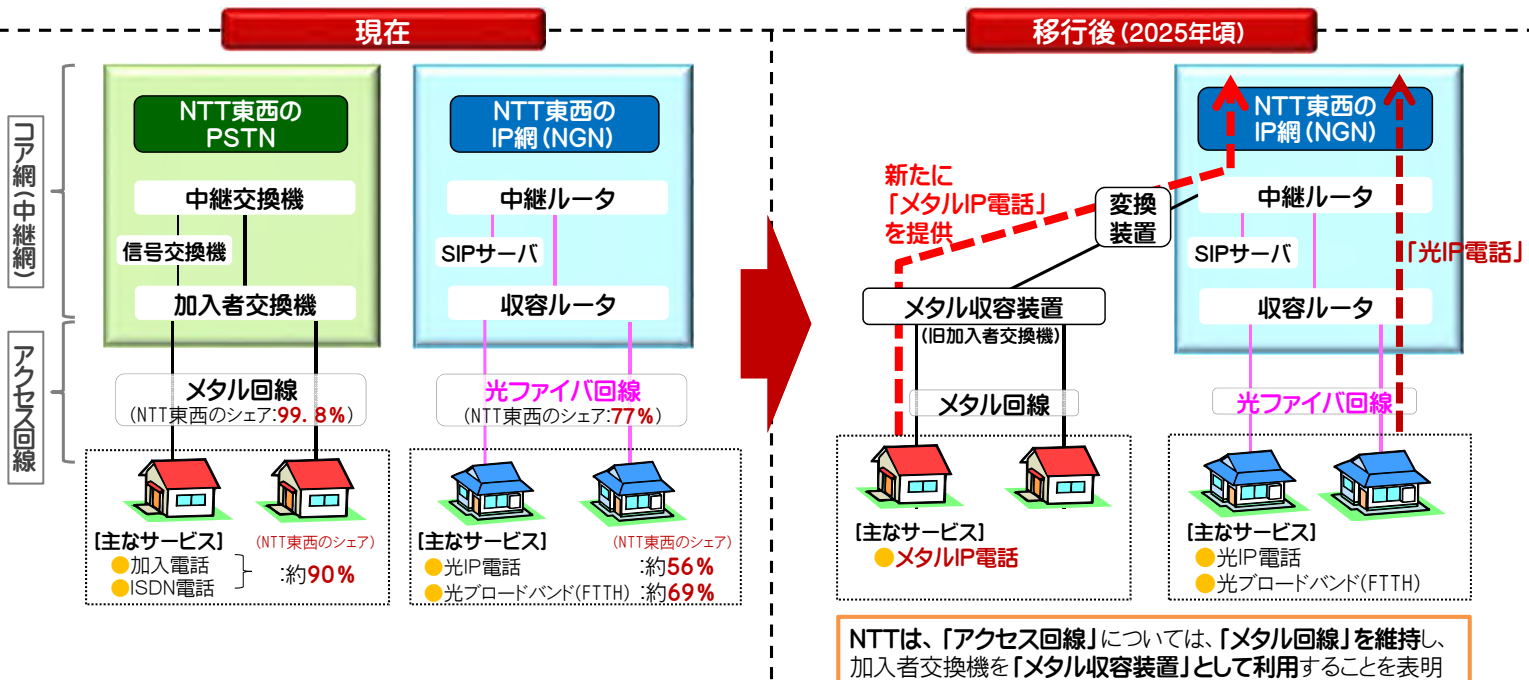 現在
コア網(中継網)
アクセス回線
NTT東西の
PSTN
中継交換機
信号交換機
加入者交換機
メタル回線
(NTT東西のシェア:99.8%)
[主なサービス]
(NTT東西のシェア)
●加入電話
●ISDN電話
:約90%
NTT東西の
IP網(NGN)
中継ルータ
SIPサーバ
収容ルータ
光ファイバ回線
(NTT東西のシェア:77%)
[主なサービス]
(NTT東西のシェア)
●光IP電話 :約56%
●光ブロードバンド(FTTH) :約69%
移行後(2025年頃)
新たに
「メタルIP電話」
を提供
変換
装置
メタル収容装置
(旧加入者交換機)
メタル回線
[主なサービス]
●メタルIP電話
NTT東西の
IP網(NGN)
中継ルータ
SIPサーバ
「光IP電話」
収容ルータ
光ファイバ回線
[主なサービス]
●光IP電話
●光ブロードバンド(FTTH)
NTTは、「アクセス回線」については、「メタル回線」を維持し、
加入者交換機を「メタル収容装置」として利用することを表明